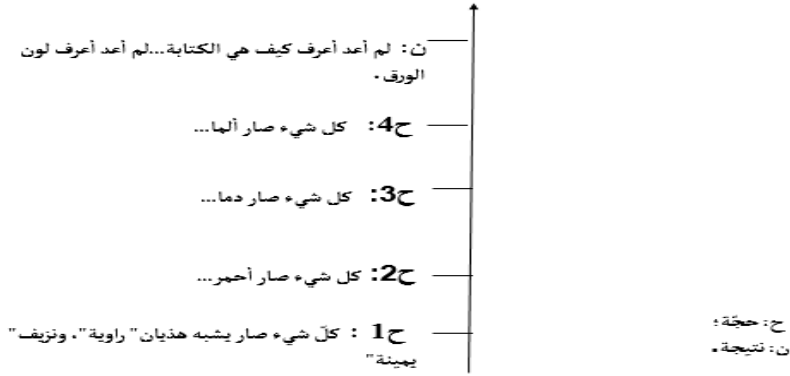 ن: لم أعد أعرف كيف هي الكتابة...لم أعد أعرف لون
الورق.
ح4: كل شيء صار ألما...
ح3: كل شيء صار دما...
ح2: كل شيء صار أحمر...
ح1 : كلّ شيء صار يشبه هذيان" راوية". ونزيف"
يمينة"
ح: حجّة؛
ن: نتيجة.